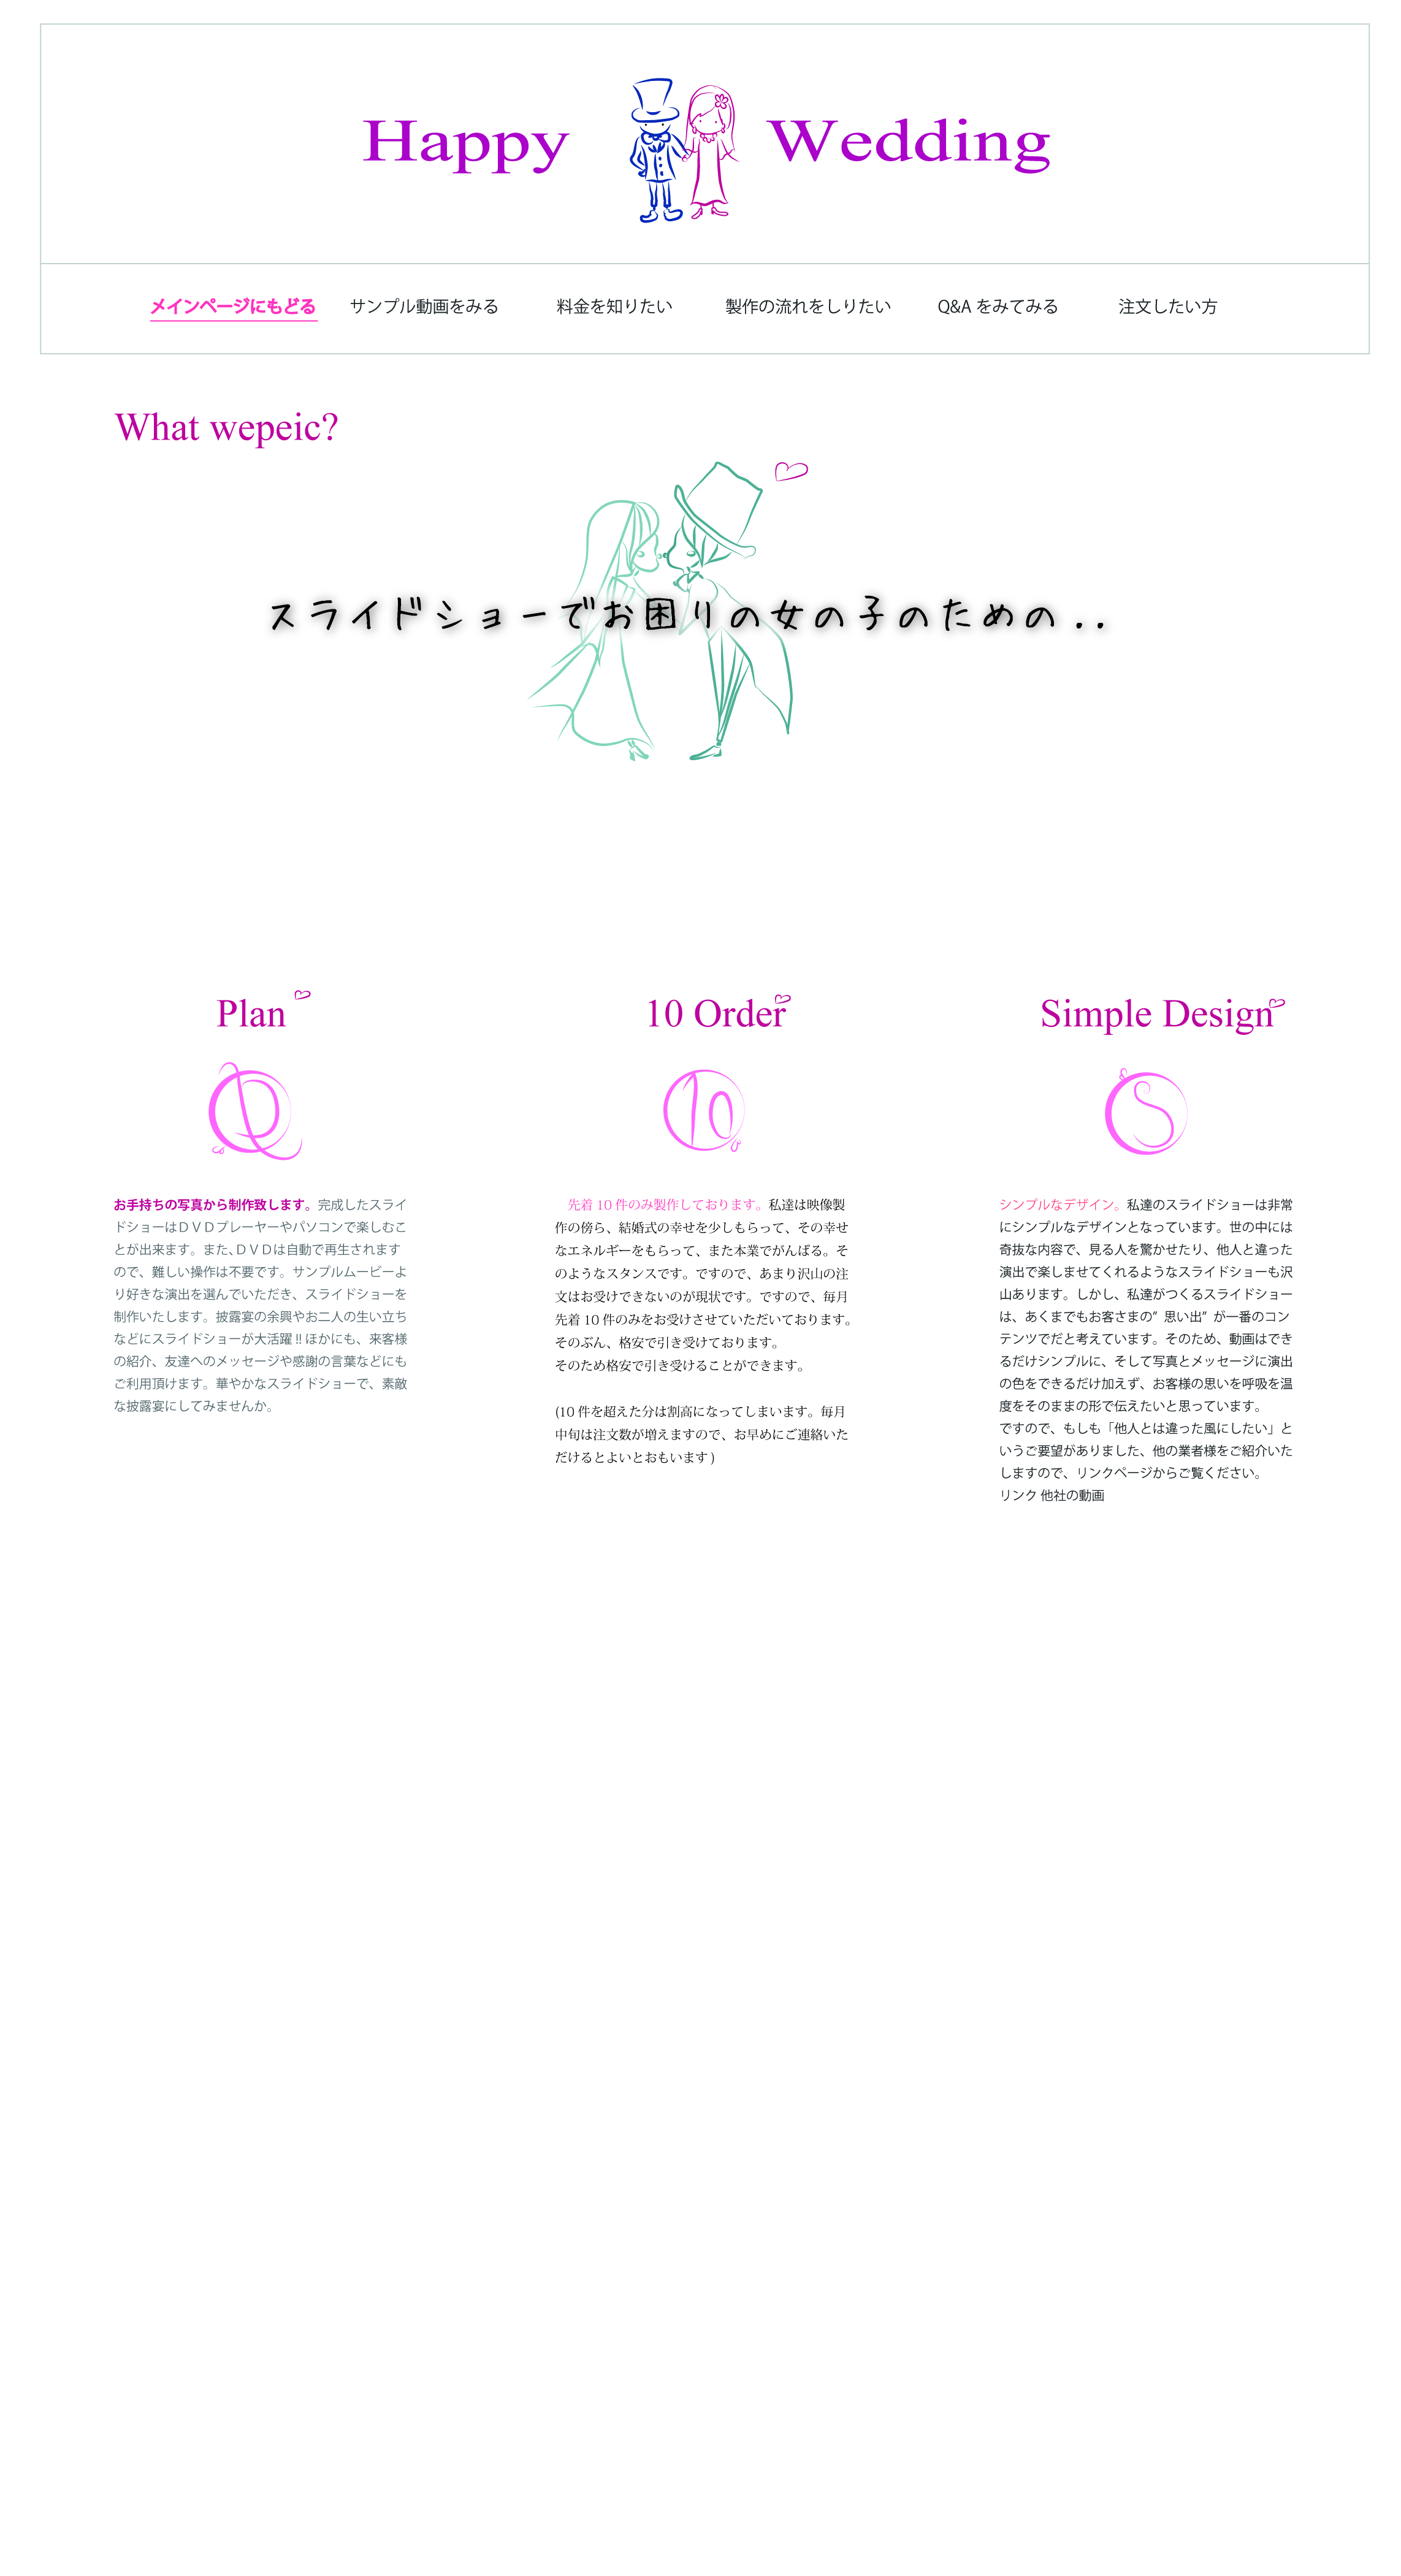 Happy Wedding
メインページにもどる サンプル動画をみる 料金を知りたい 製作の流れをしりたい Q&A をみてみる 注文したい方
What wepeic?
スライドショーでお困りの女の子のための . .
Plan
お手持ちの写真から制作致します。完成したスライ
ドショーはＤＶＤプレーヤーやパソコンで楽しむこ
とが出来ます。また、ＤＶＤは自動で再生されます
ので、難しい操作は不要です。サンプルムービーよ
り好きな演出を選んでいただき、スライドショーを
制作いたします。披露宴の余興やお二人の生い立ち
などにスライドショーが大活躍 !! ほかにも、来客様
の紹介、友達へのメッセージや感謝の言葉などにも
ご利用頂けます。華やかなスライドショーで、素敵
な披露宴にしてみませんか。
10 Order
10
先着 10 件のみ製作しております。私達は映像製
作の傍ら、結婚式の幸せを少しもらって、その幸せ
なエネルギーをもらって、また本業でがんばる。そ
のようなスタンスです。ですので、あまり沢山の注
文はお受けできないのが現状です。ですので、毎月
先着 10 件のみをお受けさせていただいております。
そのぶん、格安で引き受けております。
そのため格安で引き受けることができます。
(10 件を超えた分は割高になってしまいます。毎月
中旬は注文数が増えますので、お早めにご連絡いた
だけるとよいとおもいます )
Simple Design
S
シンプルなデザイン。私達のスライドショーは非常
にシンプルなデザインとなっています。世の中には
奇抜な内容で、見る人を驚かせたり、他人と違った
演出で楽しませてくれるようなスライドショーも沢
山あります。しかし、私達がつくるスライドショー
は、あくまでもお客さまの” 思い出” が一番のコン
テンツでだと考えています。そのため、動画はでき
るだけシンプルに、そして写真とメッセージに演出
の色をできるだけ加えず、お客様の思いを呼吸を温
度をそのままの形で伝えたいと思っています。
ですので、もしも「他人とは違った風にしたい」と
いうご要望がありました、他の業者様をご紹介いた
しますので、リンクページからご覧ください。
リンク 他社の動画